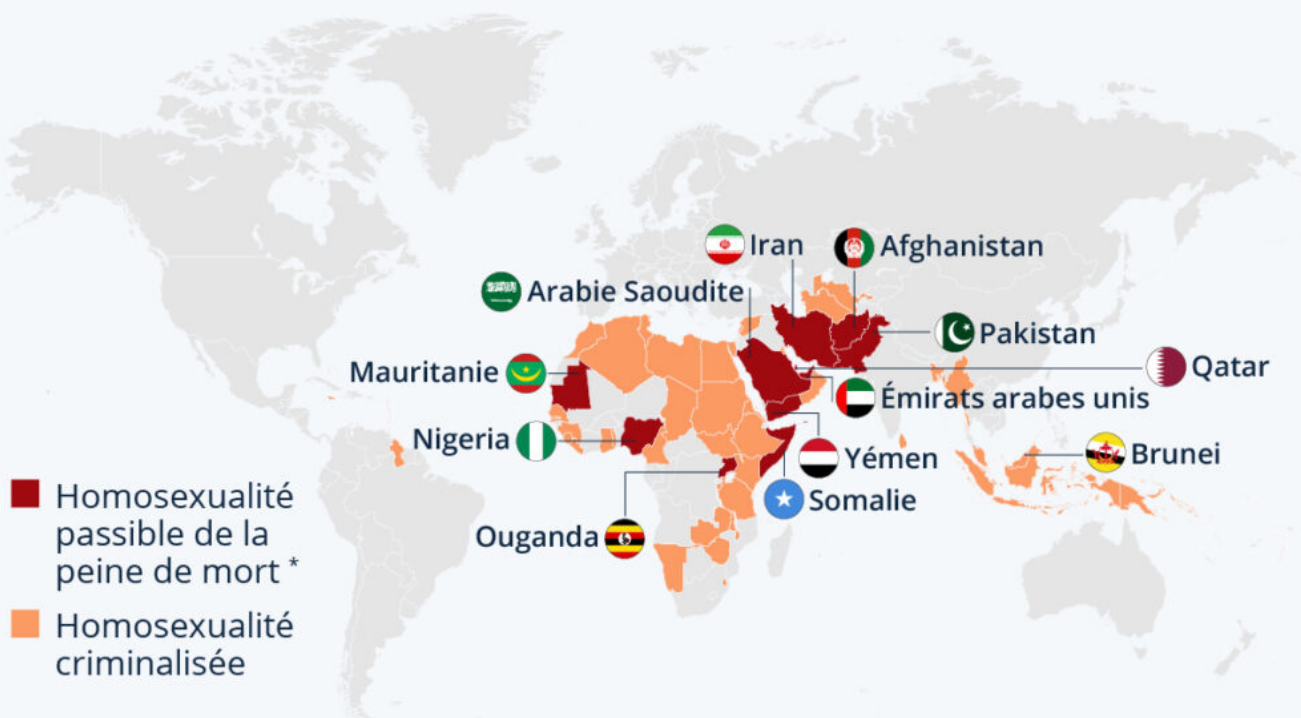 Iran
Afghanistan
Arabie Saoudite
Pakistan
Mauritanie
Qatar
Émirats arabes unis
Nigeria
Yémen
Brunei
Somalie
Ouganda
Homosexualité
passible de la
peine de mort *
Homosexualité
criminalisée